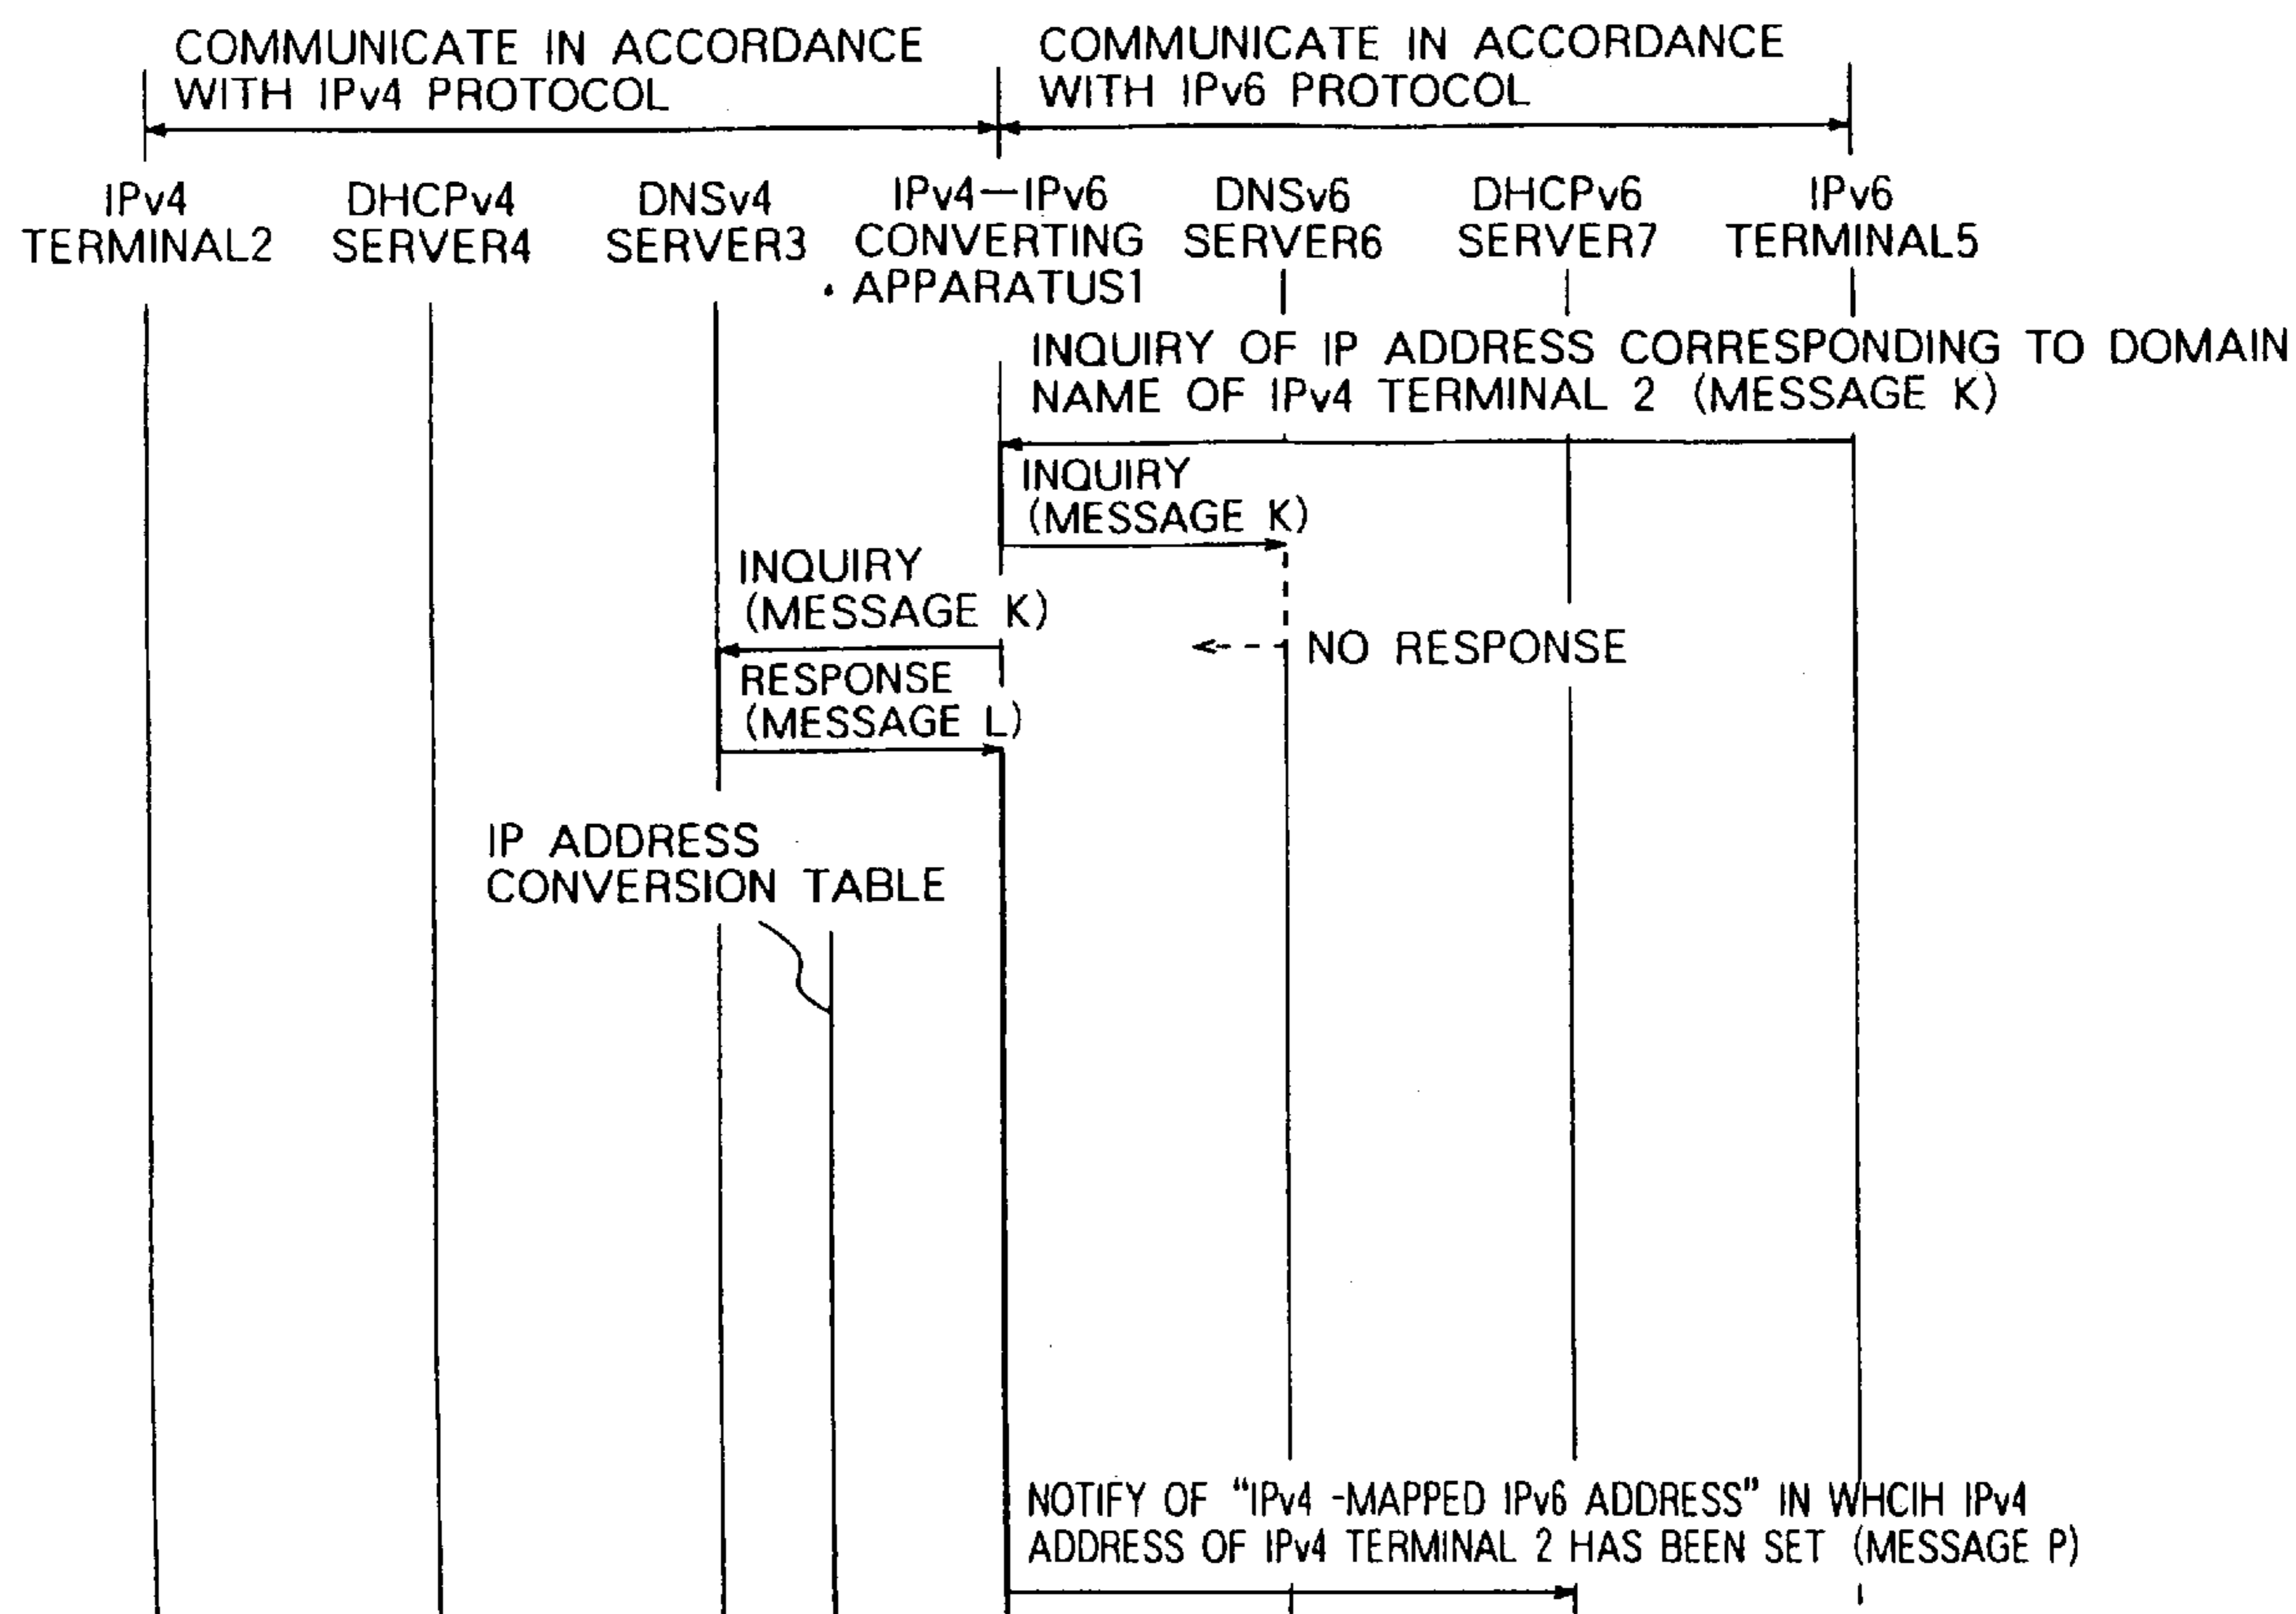 COMMUNICATE IN ACCORDANCE
WITH IPv4 PROTOCOL
COMMUNICATE IN ACCORDANCE
WITH IPv6 PROTOCOL
IPv4
TERMINAL2
DHCPv4
SERVER4
DNSv4
SERVER3
IPv4—IPv6
CONVERTING
APPARATUS1
DNSv6
SERVER6
DHCPv6
SERVER7
IPv6
TERMINAL5
INQUIRY OF IP ADDRESS CORRESPONDING TO DOMAIN
NAME OF IPv4 TERMINAL 2 (MESSAGE K)
INQUIRY
(MESSAGE K)
INQUIRY
(MESSAGE K)
NO RESPONSE
RESPONSE
(MESSAGE L)
IP ADDRESS
CONVERSION TABLE
NOTIFY OF “IPv4 -MAPPED IPv6 ADDRESS” IN WHCIH IPv4
ADDRESS OF IPv4 TERMINAL 2 HAS BEEN SET (MESSAGE P)